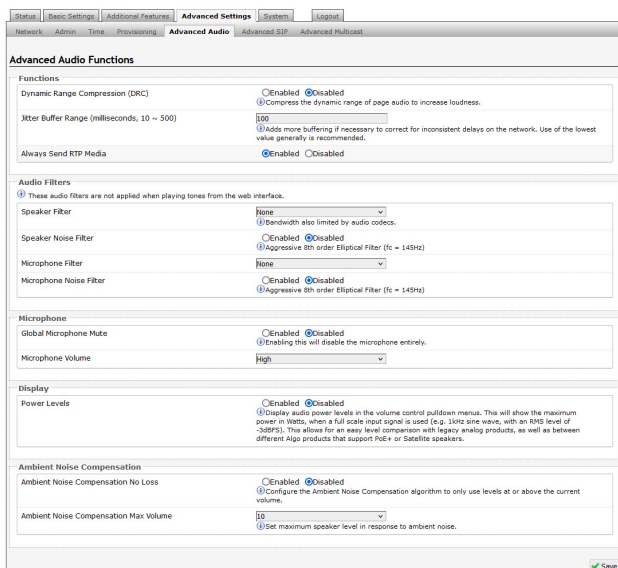 Status Basic Settings Additional Features Advanced Settings System Logout
Network Admin Time Provisioning Advanced Audio Advanced SIP Advanced Multicast
Advanced Audio Functions
Functions
Dynamic Range Compression (DRC) Enabled Disabled
Compress the dynamic range of page audio to increase loudness.
Jitter Buffer Range (milliseconds, 10 ~ 500) 100
Adds more buffering if necessary to correct for inconsistent delays on the network. Use of the lowest
value generally is recommended.
Always Send RTP Media Enabled Disabled
Audio Filters
These audio filters are not applied when playing tones from the web interface.
Speaker Filter None
Bandwidth also limited by audio codecs.
Speaker Noise Filter Enabled Disabled
Aggressive 8th order Elliptical Filter (fc = 145Hz)
Microphone Filter None
Microphone Noise Filter Enabled Disabled
Aggressive 8th order Elliptical Filter (fc = 145Hz)
Microphone
Global Microphone Mute Enabled Disabled
Enabling this will disable the microphone entirely.
Microphone Volume High
Display
Power Levels Enabled Disabled
Display audio power levels in the volume control pulldown menus. This will show the maximum
power in Watts, when a full scale input signal is used (e.g. 1kHz sine wave, with an RMS level of
-3dBFS). This allows for an easy level comparison with legacy analog products, as well as between
different Algo products that support PoE+ or Satellite speakers.
Ambient Noise Compensation
Ambient Noise Compensation No Loss Enabled Disabled
Configure the Ambient Noise Compensation algorithm to only use levels at or above the current
volume.
Ambient Noise Compensation Max Volume 10
Set maximum speaker level in response to ambient noise.
Save